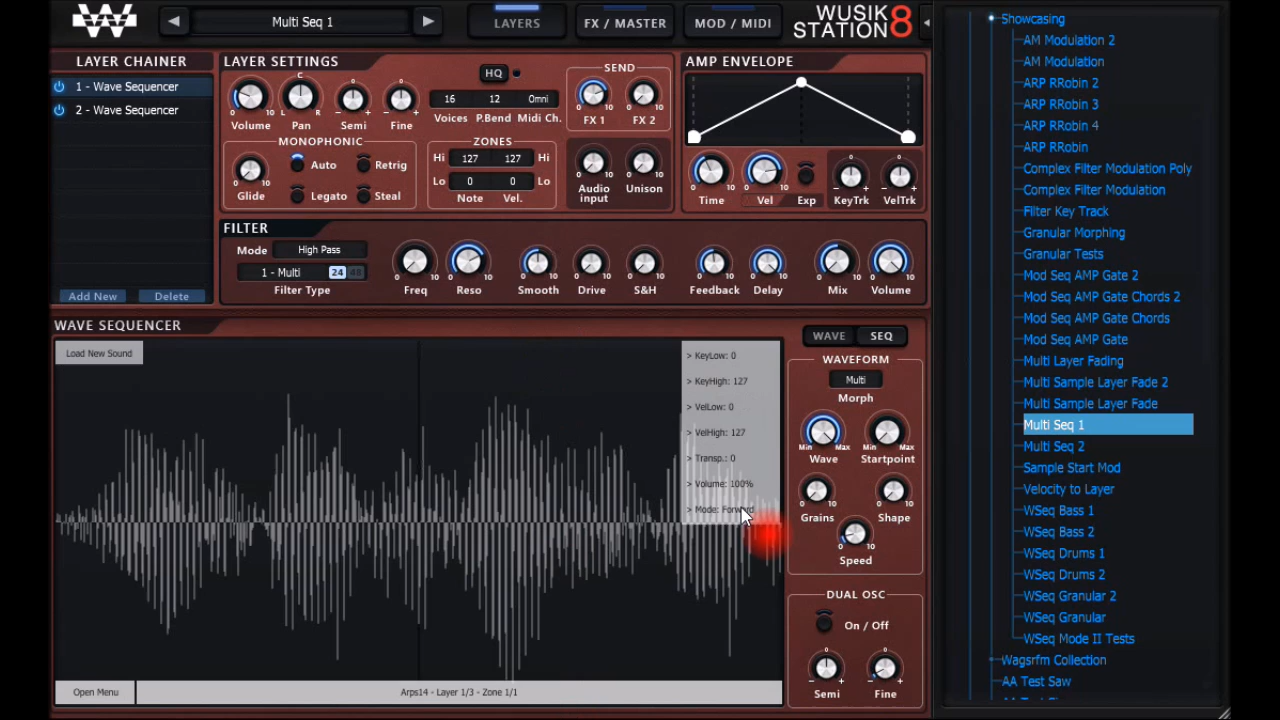 Multi Seq 1
LAYERS
FX / MASTER
MOD / MIDI
WUSIK
STATION 8
LAYER CHAINER
1 - Wave Sequencer
2 - Wave Sequencer
Add New
Delete
LAYER SETTINGS
HQ
C
L R
0 10
- +
0
Volume
Pan
Semi
Fine
16 12 Omni
Voices P.Bend Midi Ch.
SEND
FX 1
FX 2
MONOPHONIC
Glide
Auto
Retrig
Legato
Steal
ZONES
Hi 127 127 Hi
Lo 0 0 Lo
Note Vel.
Audio
input
Unison
AMP ENVELOPE
Time
Vel
Exp
KeyTrk
VelTrk
FILTER
Mode
High Pass
1 - Multi 24 48
Filter Type
Freq
Reso
Smooth
Drive
S&H
Feedback
Delay
Mix
Volume
WAVE SEQUENCER
Load New Sound
> KeyLow: 0
> KeyHigh: 127
> VelLow: 0
> VelHigh: 127
> Transp.: 0
> Volume: 100%
> Mode: Forward
Open Menu
Arps14 - Layer 1/3 - Zone 1/1
WAVE
SEQ
WAVEFORM
Multi
Morph
Min Max
Wave
Min Max
Startpoint
Grains
Shape
Speed
DUAL OSC
On / Off
Semi
Fine
Showcasing
AM Modulation 2
AM Modulation
ARP RRobin 2
ARP RRobin 3
ARP RRobin 4
ARP RRobin
Complex Filter Modulation Poly
Complex Filter Modulation
Filter Key Track
Granular Morphing
Granular Tests
Mod Seq AMP Gate 2
Mod Seq AMP Gate Chords 2
Mod Seq AMP Gate Chords
Mod Seq AMP Gate
Multi Layer Fading
Multi Sample Layer Fade 2
Multi Sample Layer Fade
Multi Seq 1
Multi Seq 2
Sample Start Mod
Velocity to Layer
WSeq Bass 1
WSeq Bass 2
WSeq Drums 1
WSeq Drums 2
WSeq Granular 2
WSeq Granular
WSeq Mode II Tests
Wagsrfm Collection
AA Test Saw